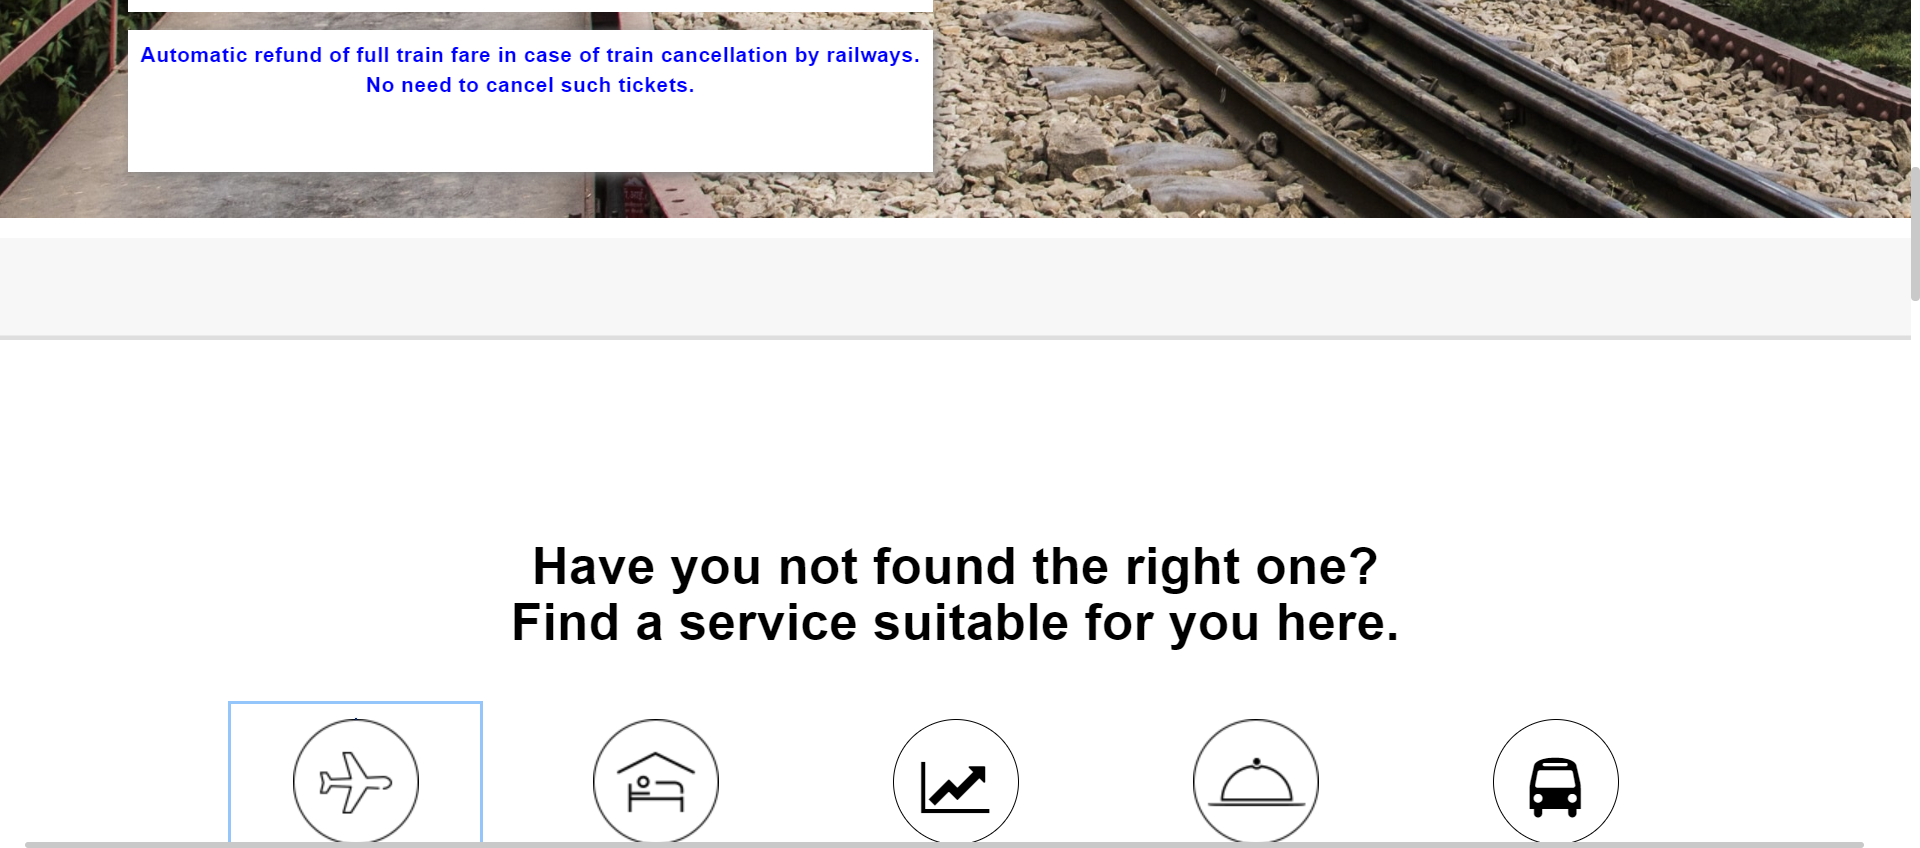 Automatic refund of full train fare in case of train cancellation by railways.
No need to cancel such tickets.
Have you not found the right one?
Find a service suitable for you here.